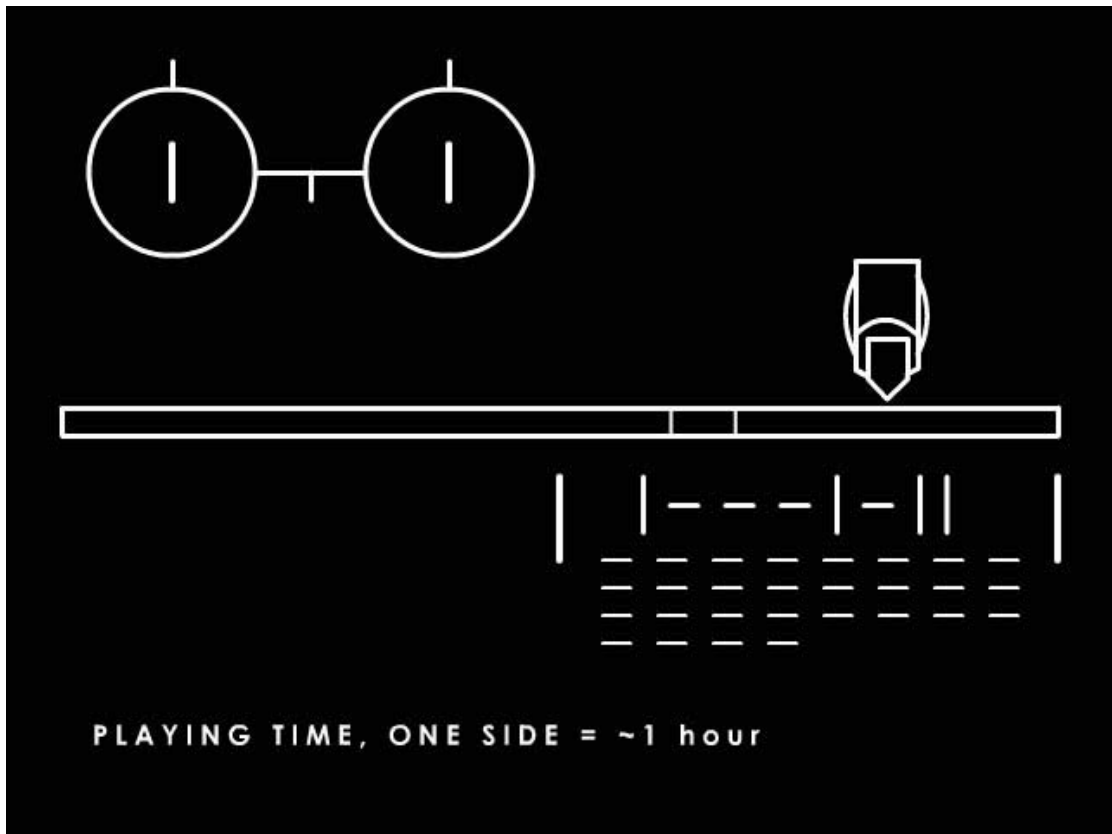 PLAYING TIME, ONE SIDE = ~1 hour